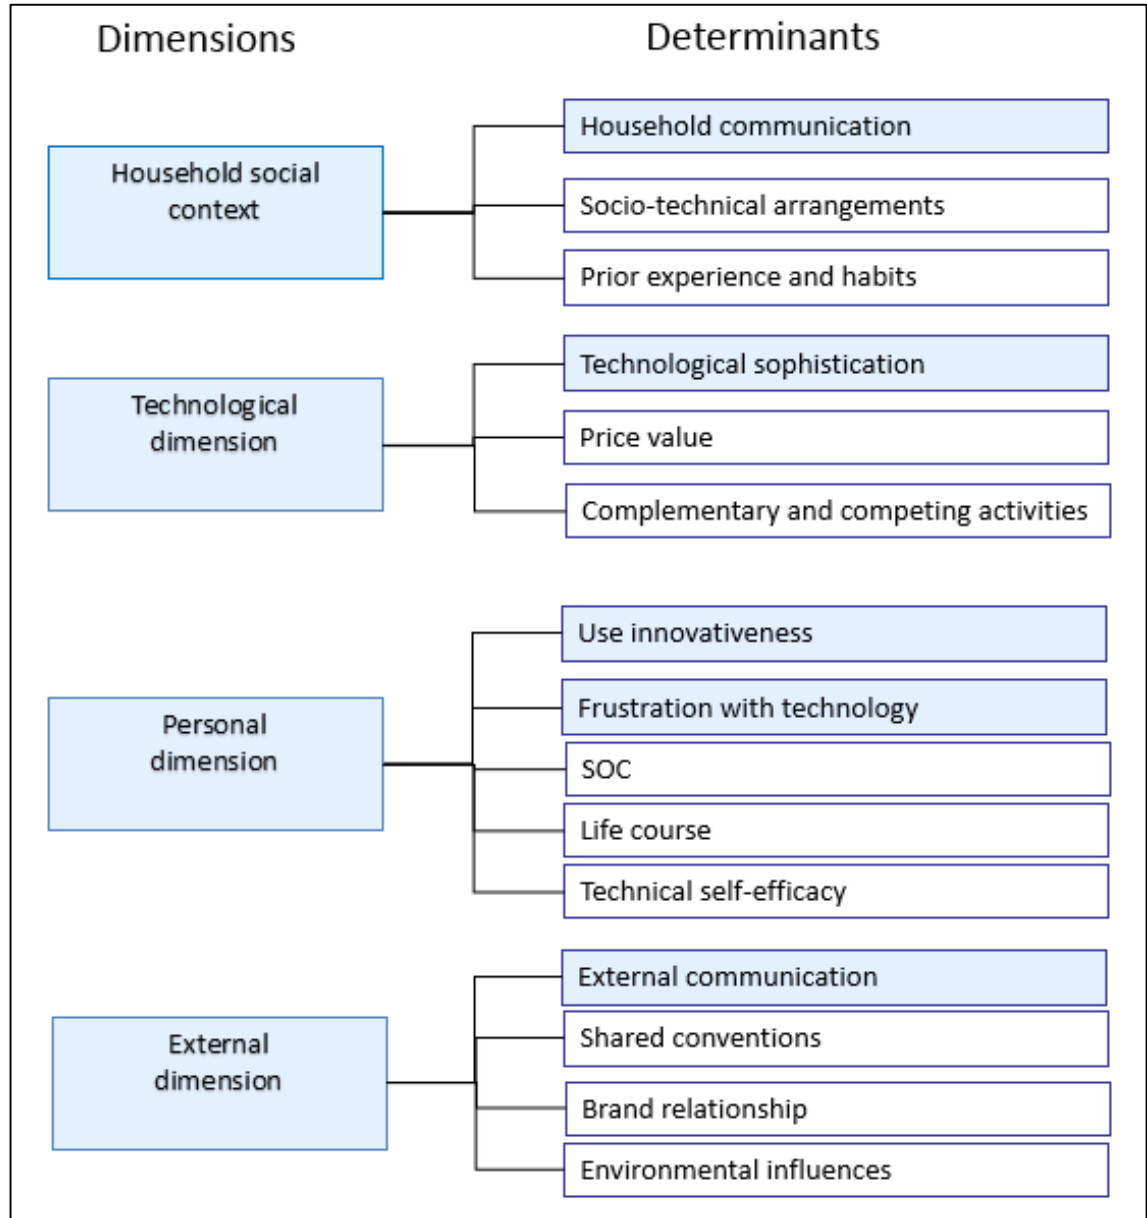 Dimensions
Determinants
Household social
context
Household communication
Socio-technical arrangements
Prior experience and habits
Technological
dimension
Technological sophistication
Price value
Complementary and competing activities
Personal
dimension
Use innovativeness
Frustration with technology
SOC
Life course
Technical self-efficacy
External
dimension
External communication
Shared conventions
Brand relationship
Environmental influences